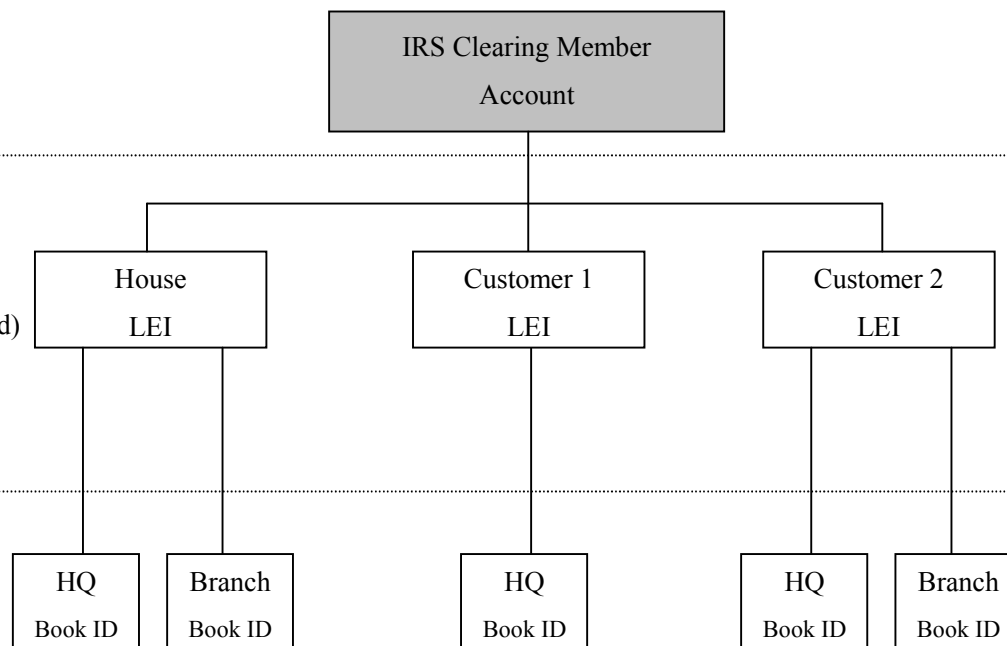 IRS Clearing Member
Account
House
LEI
Customer 1
LEI
Customer 2
LEI
d)
HQ
Book ID
Branch
Book ID
HQ
Book ID
HQ
Book ID
Branch
Book ID